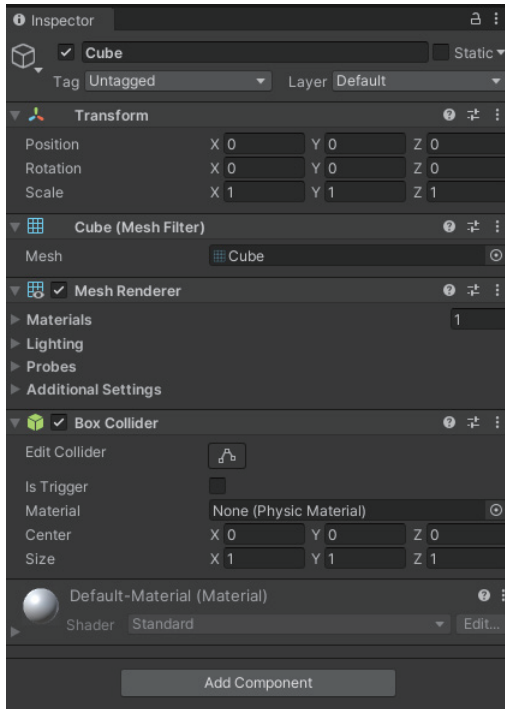 Inspector
Cube Static
Tag Untagged Layer Default
Transform
Position X 0 Y 0 Z 0
Rotation X 0 Y 0 Z 0
Scale X 1 Y 1 Z 1
Cube (Mesh Filter)
Mesh Cube
Mesh Renderer
Materials 1
Lighting
Probes
Additional Settings
Box Collider
Edit Collider
Is Trigger
Material None (Physic Material)
Center X 0 Y 0 Z 0
Size X 1 Y 1 Z 1
Default-Material (Material)
Shader Standard Edit...
Add Component